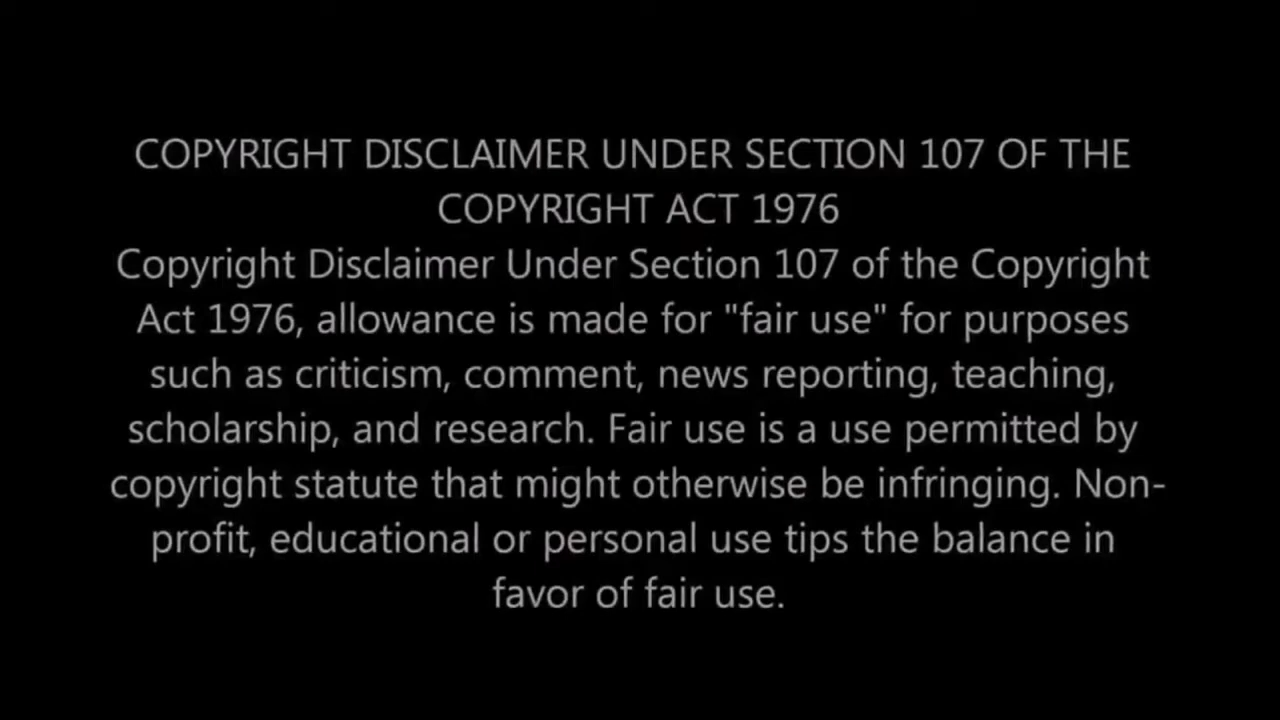 COPYRIGHT DISCLAIMER UNDER SECTION 107 OF THE
COPYRIGHT ACT 1976
Copyright Disclaimer Under Section 107 of the Copyright
Act 1976, allowance is made for "fair use" for purposes
such as criticism, comment, news reporting, teaching,
scholarship, and research. Fair use is a use permitted by
copyright statute that might otherwise be infringing. Non-
profit, educational or personal use tips the balance in
favor of fair use.